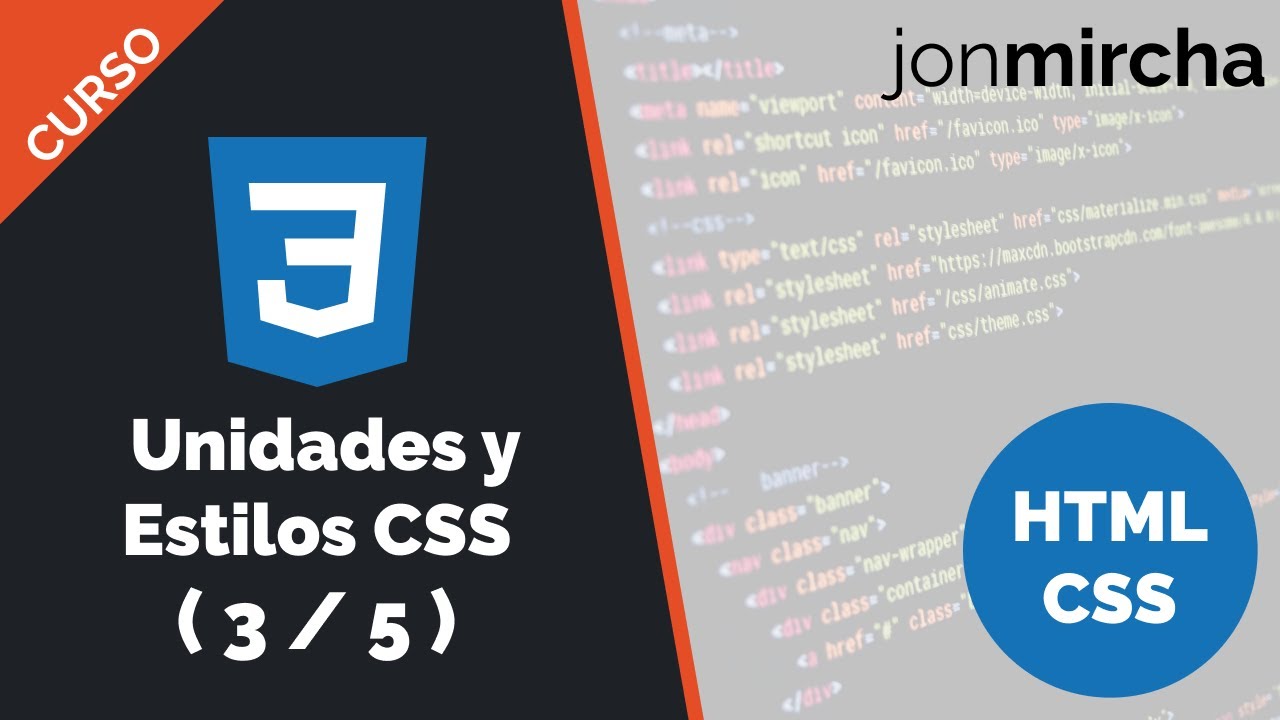 CURSO
jonmircha
Unidades y
Estilos CSS
( 3 / 5 )
HTML
CSS
<!--meta-->
<title></title>
<meta name="viewport" content="width=device-width, initial-
<link rel="shortcut icon" href="/favicon.ico" type="image/x-icon">
<link rel="icon" href="/favicon.ico" type="image/x-icon">
<!--css-->
<link type="text/css" rel="stylesheet" href="css/materialize.min.css"
<link rel="stylesheet" href="https://maxcdn.bootstrapcdn.com/font-awesome/4.
<link rel="stylesheet" href="/css/animate.css">
<link rel="stylesheet" href="css/theme.css">
</head>
<body>
<!-- banner-->
<div class="banner">
<nav class="nav">
<div class="nav-wrapper"
<div class="container
<a href="#" class=
</div>